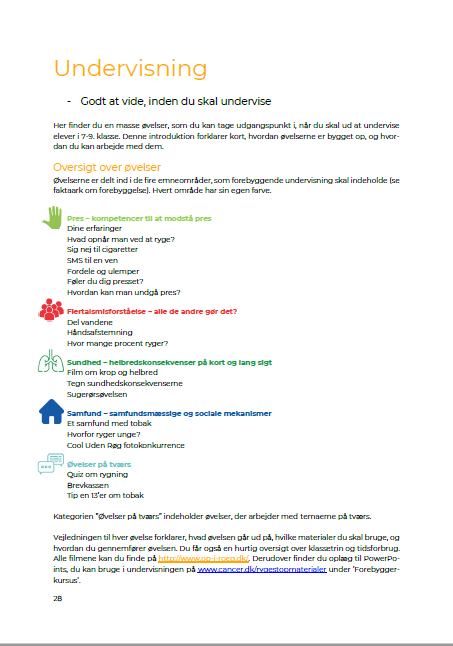 Undervisning
- Godt at vide, inden du skal undervise
Her finder du en masse øvelser, som du kan tage udgangspunkt i, når du skal ud at undervise
elever i 7-9. klasse. Denne introduktion forklarer kort, hvordan øvelserne er bygget op, og hvor-
dan du kan arbejde med dem.
Oversigt over øvelser
Øvelserne er delt ind i de fire emneområder, som forebyggende undervisning skal indeholde (se
faktaark om forebyggelse). Hvert område har sin egen farve.
Pres – kompetencer til at modstå pres
Dine erfaringer
Hvad opnår man ved at ryge?
Sig nej til cigaretter
SMS til en ven
Fordele og ulemper
Føler du dig presset?
Hvordan kan man undgå pres?
Flertalsmisforståelse – alle de andre gør det?
Del vandene
Håndsafstemning
Hvor mange procent ryger?
Sundhed – helbredskonsekvenser på kort og lang sigt
Film om krop og helbred
Tegn sundhedskonsekvenserne
Sugerørsøvelsen
Samfund – samfundsmæssige og sociale mekanismer
Et samfund med tobak
Hvorfor ryger unge?
Cool Uden Røg fotokonkurrence
Øvelser på tværs
Quiz om rygning
Brevkassen
Tip en 13'er om tobak
Kategorien "Øvelser på tværs" indeholder øvelser, der arbejder med temaerne på tværs.
Vejledningen til hver øvelse forklarer, hvad øvelsen går ud på, hvilke materialer du skal bruge, og
hvordan du gennemfører øvelsen. Du får også en hurtig oversigt over klassetrin og tidsforbrug.
Alle filmene kan du finde på http://www.op-i-roeg.dk/. Derudover finder du oplæg til PowerPo-
ints, du kan bruge i undervisningen på www.cancer.dk/rygestopmaterialer under 'Forebygger-
kursus'.
28